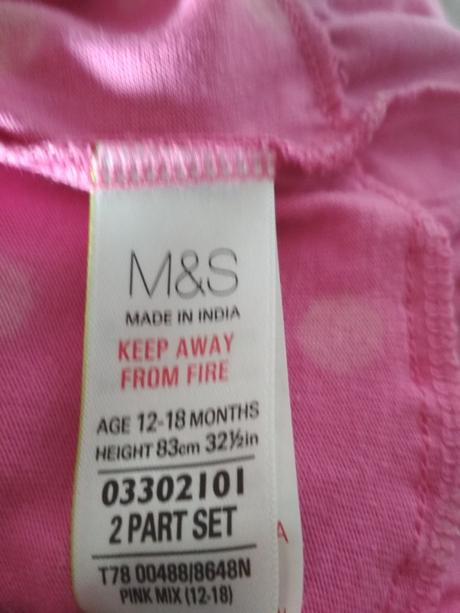 M&S
MADE IN INDIA
KEEP AWAY
FROM FIRE
AGE 12-18 MONTHS
HEIGHT 83cm 32½in
03302101
2 PART SET
T78 00488/8648N
PINK MIX (12-18)
A